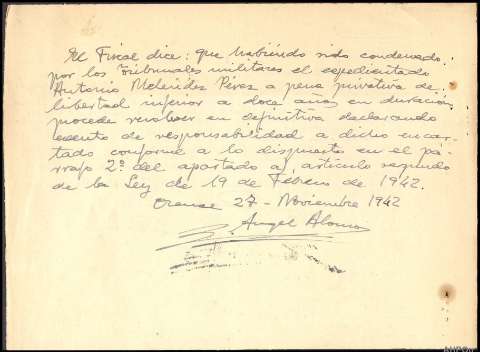 El Fiscal dice: que habiendo sido condenado
por los Tribunales militares el expedientado
Antonio Meléndez Pérez a pena privativa de
libertad inferior a doce años en duración
procede resolver en definitiva declarando
exento de responsabilidad a dicho encar-
tado conforme a lo dispuesto en el pá-
rrafo 2º del apartado a) artículo segundo
de la Ley de 19 de Febrero de 1942.
Orense 27 - Noviembre 1942
Angel Alonso